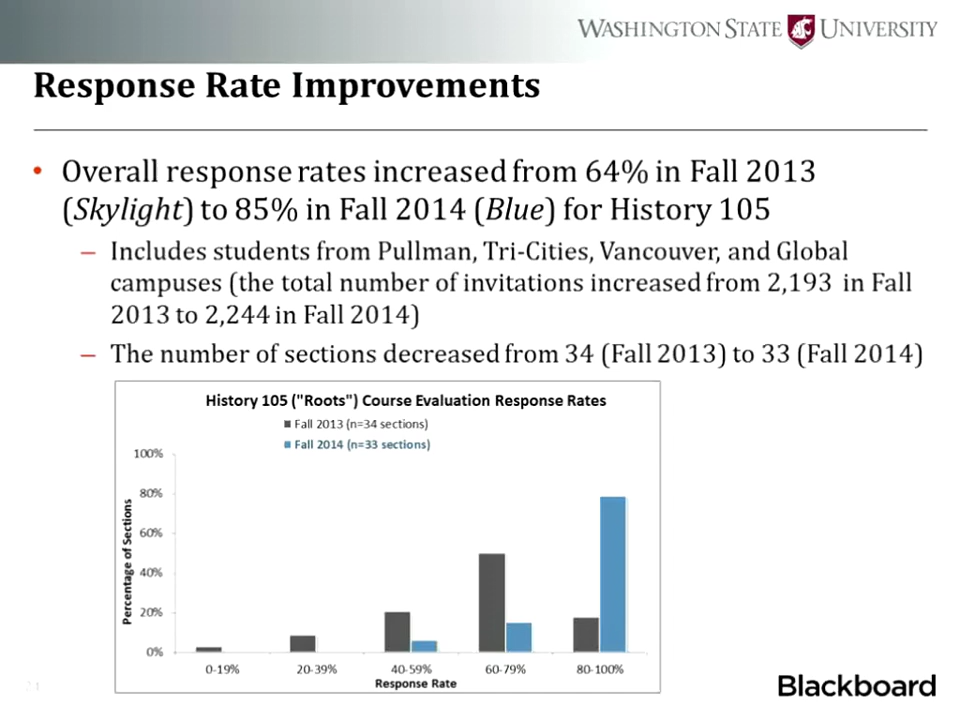 WASHINGTON STATE UNIVERSITY
Response Rate Improvements
• Overall response rates increased from 64% in Fall 2013
(Skylight) to 85% in Fall 2014 (Blue) for History 105
– Includes students from Pullman, Tri-Cities, Vancouver, and Global
campuses (the total number of invitations increased from 2,193 in Fall
2013 to 2,244 in Fall 2014)
– The number of sections decreased from 34 (Fall 2013) to 33 (Fall 2014)
History 105 ("Roots") Course Evaluation Response Rates
Fall 2013 (n=34 sections)
Fall 2014 (n=33 sections)
100%
80%
60%
40%
20%
0%
Percentage of Sections
0-19% 20-39% 40-59% 60-79% 80-100%
Response Rate
Blackboard